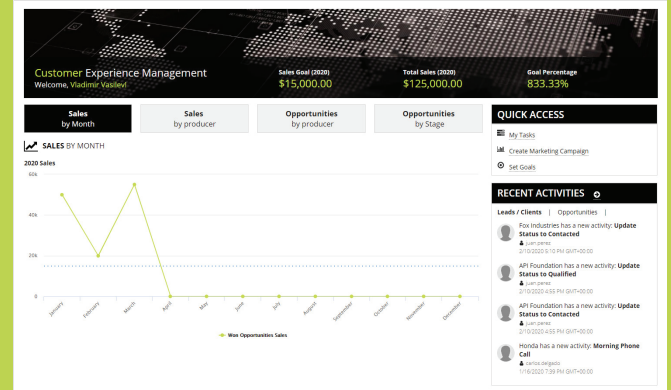 Customer Experience Management
Welcome, Vladimir Vasilevl
Sales Goal (2020)
$15,000.00
Total Sales (2020)
$125,000.00
Goal Percentage
833.33%
Sales
by Month
Sales
by producer
Opportunities
by producer
Opportunities
by Stage
SALES BY MONTH
2020 Sales
60k
40k
20k
0
January
February
March
April
May
June
July
August
September
October
November
December
Won Opportunities Sales
QUICK ACCESS
My Tasks
Create Marketing Campaign
Set Goals
RECENT ACTIVITIES
Leads / Clients | Opportunities |
Fox Industries has a new activity: Update
Status to Contacted
juan.perez
2/10/2020 5:10 PM GMT+00:00
API Foundation has a new activity: Update
Status to Qualified
juan.perez
2/10/2020 4:55 PM GMT+00:00
API Foundation has a new activity: Update
Status to Contacted
juan.perez
2/10/2020 4:55 PM GMT+00:00
Honda has a new activity: Morning Phone
Call
carlos.delgado
1/16/2020 7:39 PM GMT+00:00